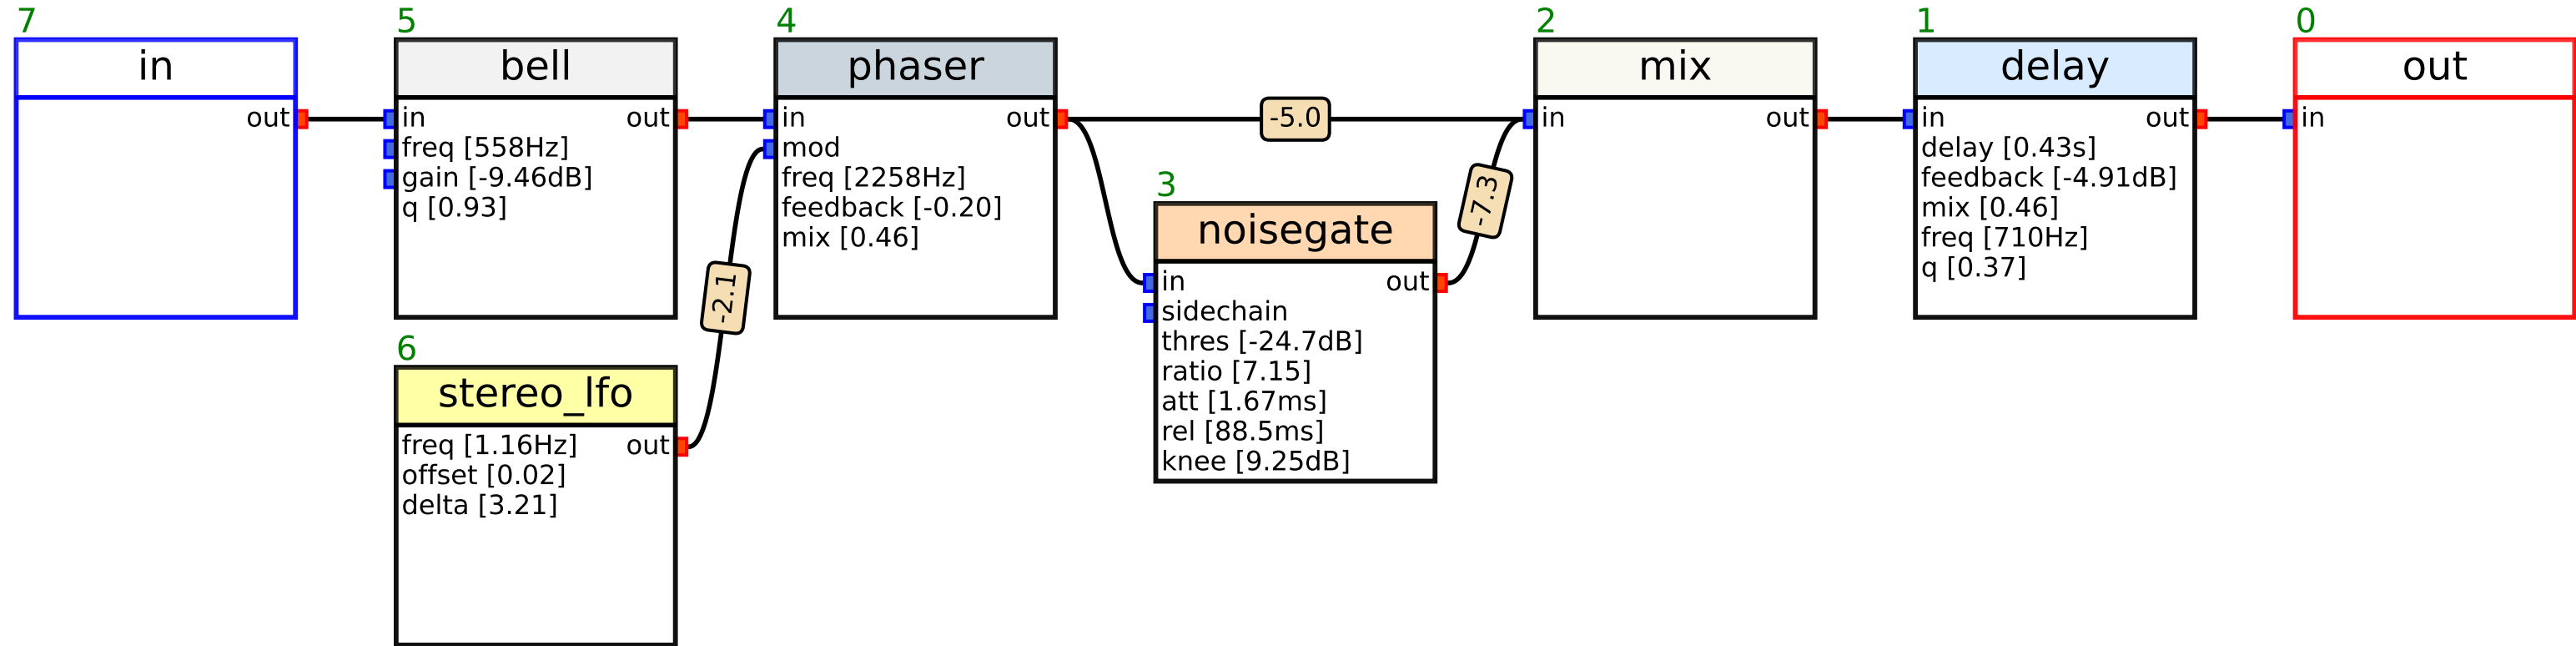 7
in
out
5
bell
in out
freq [558Hz]
gain [-9.46dB]
q [0.93]
6
stereo_lfo
freq [1.16Hz] out
offset [0.02]
delta [3.21]
-2.1
4
phaser
in out
mod
freq [2258Hz]
feedback [-0.20]
mix [0.46]
-5.0
3
noisegate
in out
sidechain
thres [-24.7dB]
ratio [7.15]
att [1.67ms]
rel [88.5ms]
knee [9.25dB]
-7.3
2
mix
in out
1
delay
in out
delay [0.43s]
feedback [-4.91dB]
mix [0.46]
freq [710Hz]
q [0.37]
0
out
in